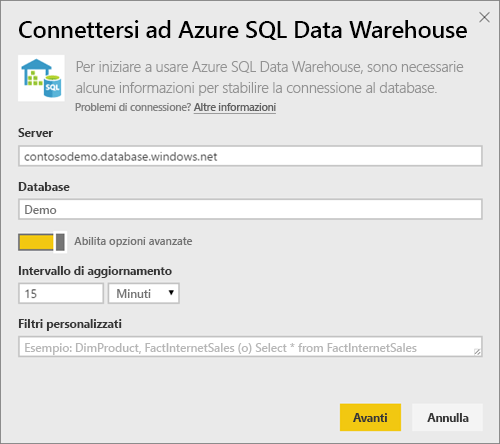 Connettersi ad Azure SQL Data Warehouse
SQL
Per iniziare a usare Azure SQL Data Warehouse, sono necessarie
alcune informazioni per stabilire la connessione al database.
Problemi di connessione? Altre informazioni
Server
contosodemo.database.windows.net
Database
Demo
Abilita opzioni avanzate
Intervallo di aggiornamento
15 Minuti
Filtri personalizzati
Esempio: DimProduct, FactInternetSales (o) Select * from FactInternetSales
Avanti Annulla